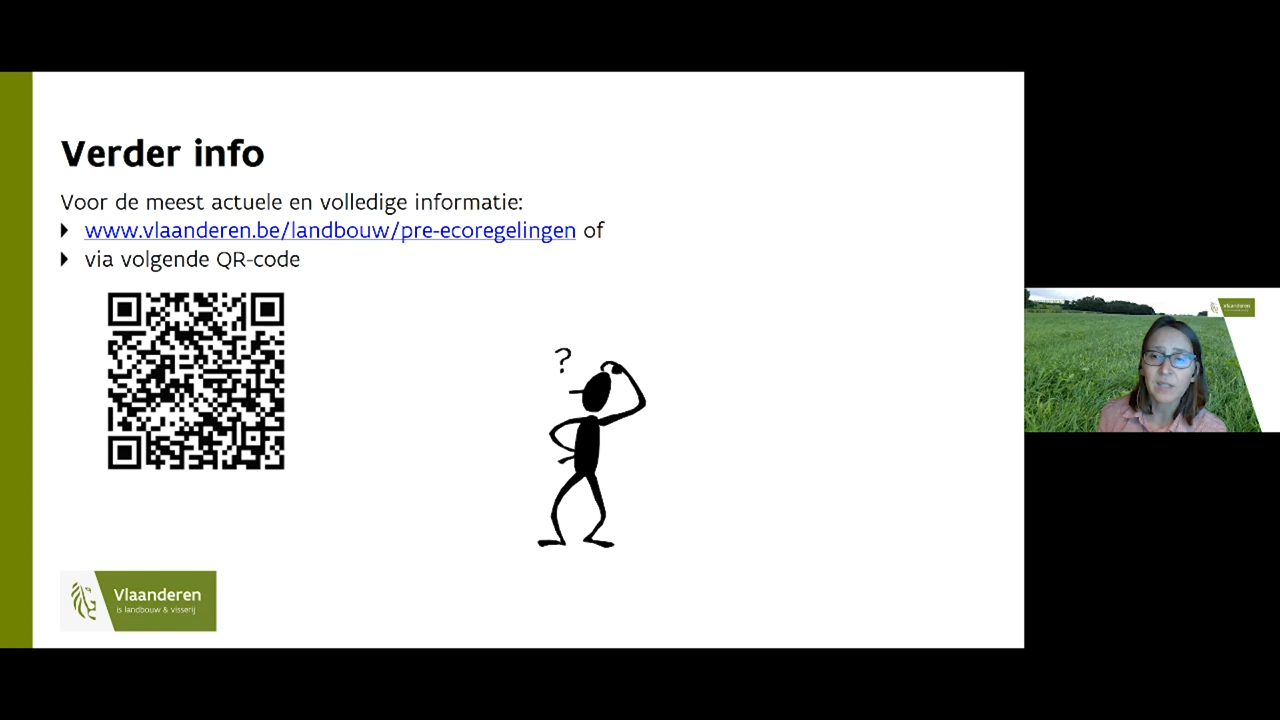 Verder info
Voor de meest actuele en volledige informatie:
www.vlaanderen.be/landbouw/pre-ecoregelingen of
via volgende QR-code
?
Vlaanderen
is landbouw & visserij
Vlaanderen